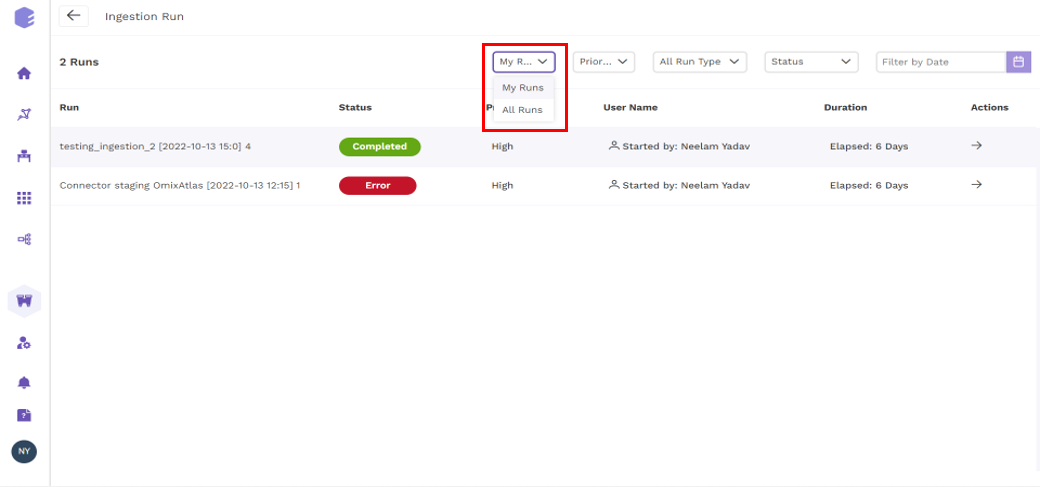 Ingestion Run
2 Runs
My R...
Prior...
All Run Type
Status
Filter by Date
My Runs
All Runs
Run Status P User Name Duration Actions
testing_ingestion_2 [2022-10-13 15:0] 4 Completed High Started by: Neelam Yadav Elapsed: 6 Days
Connector staging OmixAtlas [2022-10-13 12:15] 1 Error High Started by: Neelam Yadav Elapsed: 6 Days
?
NY